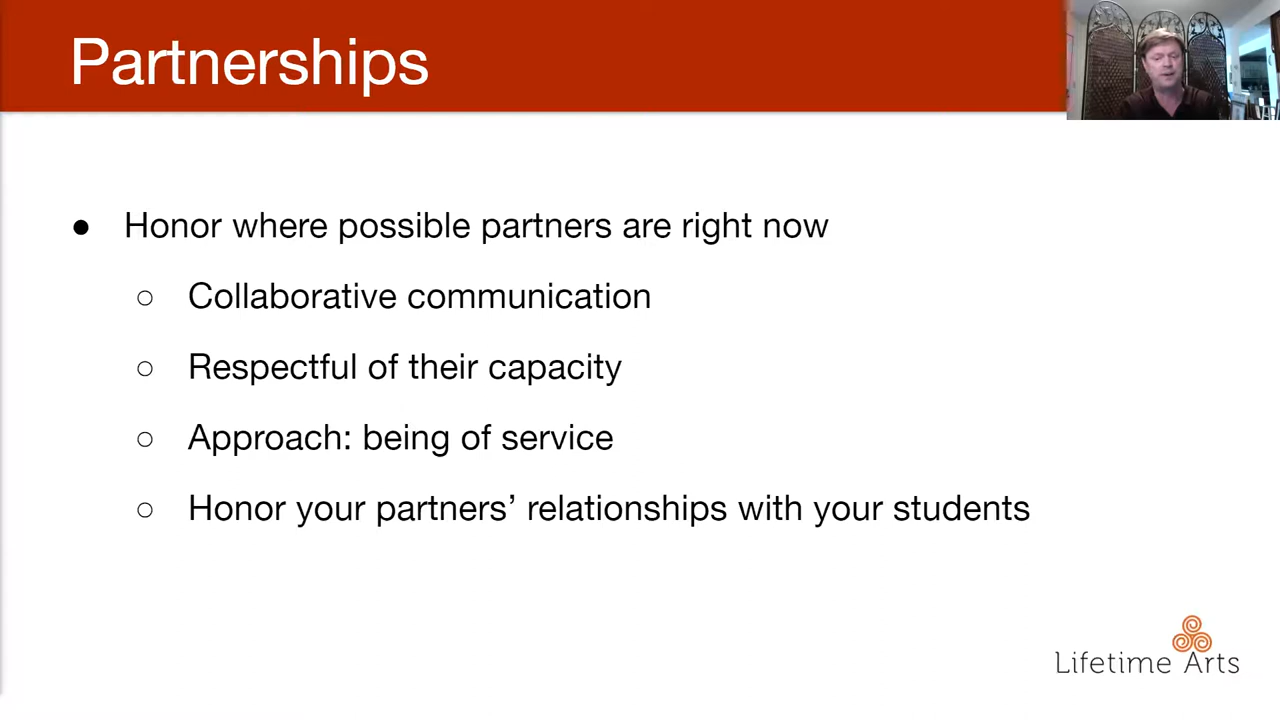 Partnerships
● Honor where possible partners are right now
○ Collaborative communication
○ Respectful of their capacity
○ Approach: being of service
○ Honor your partners’ relationships with your students
Lifetime Arts